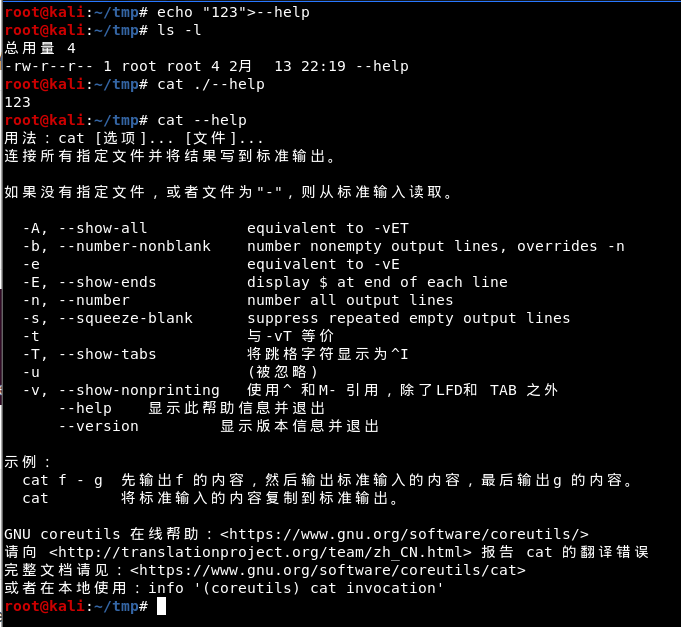 root@kali:~/tmp# echo "123">--help
root@kali:~/tmp# ls -l
总用量 4
-rw-r--r-- 1 root root 4 2月  13 22:19 --help
root@kali:~/tmp# cat ./--help
123
root@kali:~/tmp# cat --help
用法：cat [选项]... [文件]...
连接所有指定文件并将结果写到标准输出。

如果没有指定文件，或者文件为"-"，则从标准输入读取。

  -A, --show-all           equivalent to -vET
  -b, --number-nonblank    number nonempty output lines, overrides -n
  -e                       equivalent to -vE
  -E, --show-ends          display $ at end of each line
  -n, --number             number all output lines
  -s, --squeeze-blank      suppress repeated empty output lines
  -t                       与-vT 等价
  -T, --show-tabs          将跳格字符显示为^I
  -u                       (被忽略)
  -v, --show-nonprinting   使用^ 和M- 引用，除了LFD和 TAB 之外
      --help    显示此帮助信息并退出
      --version         显示版本信息并退出

示例：
  cat f - g  先输出f 的内容，然后输出标准输入的内容，最后输出g 的内容。
  cat        将标准输入的内容复制到标准输出。

GNU coreutils 在线帮助：<https://www.gnu.org/software/coreutils/>
请向 <http://translationproject.org/team/zh_CN.html> 报告 cat 的翻译错误
完整文档请见：<https://www.gnu.org/software/coreutils/cat>
或者在本地使用：info '(coreutils) cat invocation'
root@kali:~/tmp#